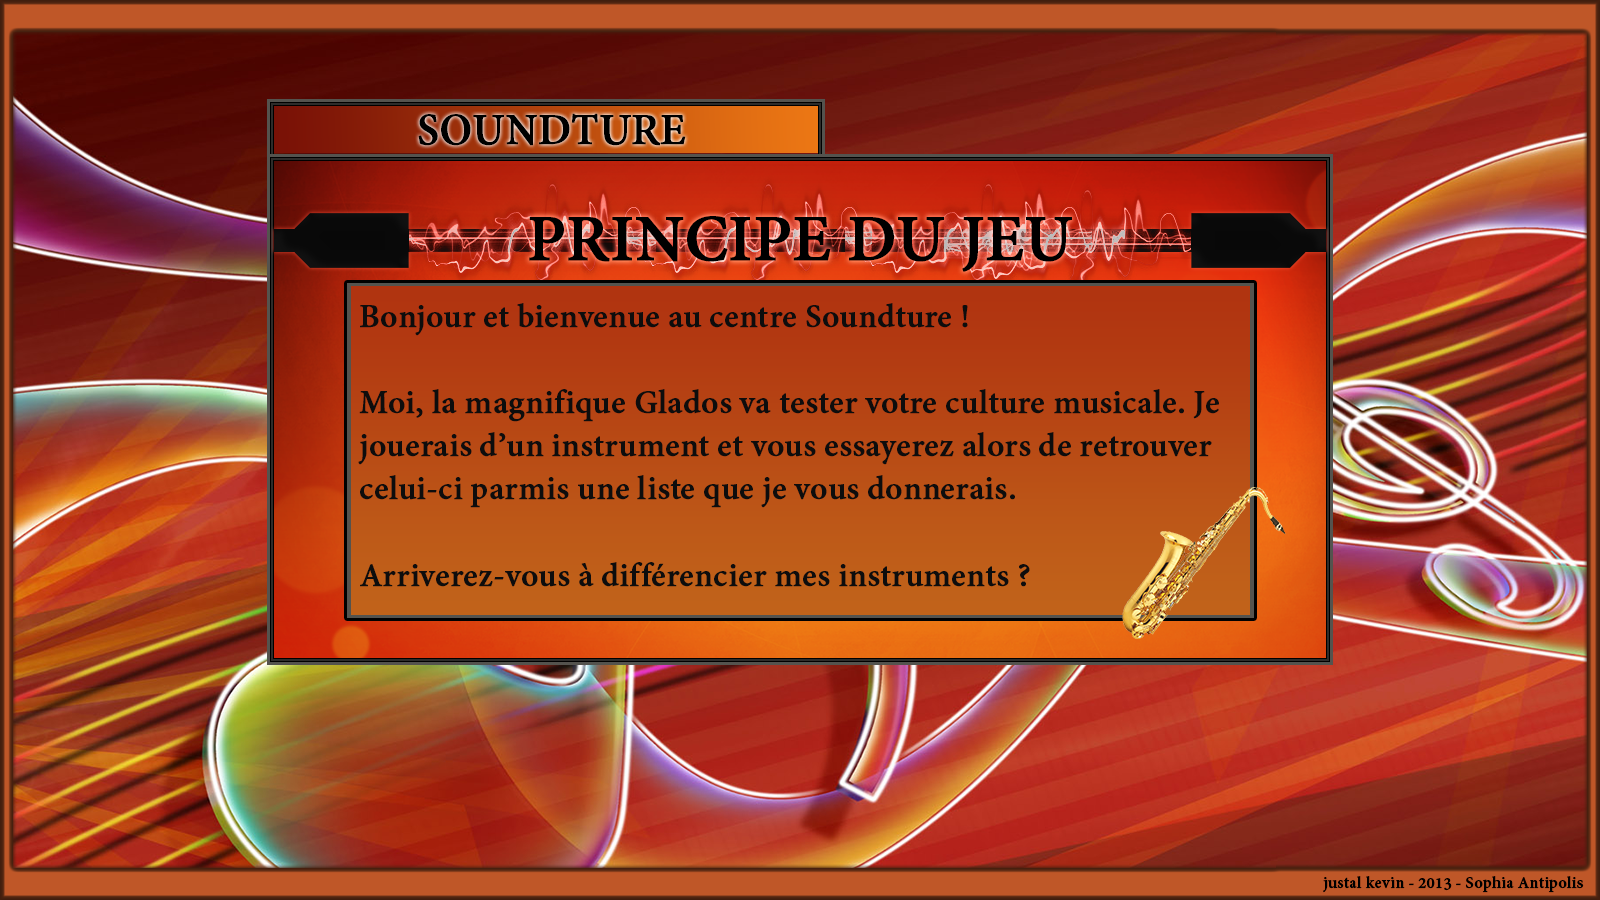 SOUNDTURE
PRINCIPE DU JEU
Bonjour et bienvenue au centre Soundture !
Moi, la magnifique Glados va tester votre culture musicale. Je
jouerais d’un instrument et vous essayerez alors de retrouver
celui-ci parmis une liste que je vous donnerais.
Arriverez-vous à différencier mes instruments ?
justal kevin - 2013 - Sophia Antipolis